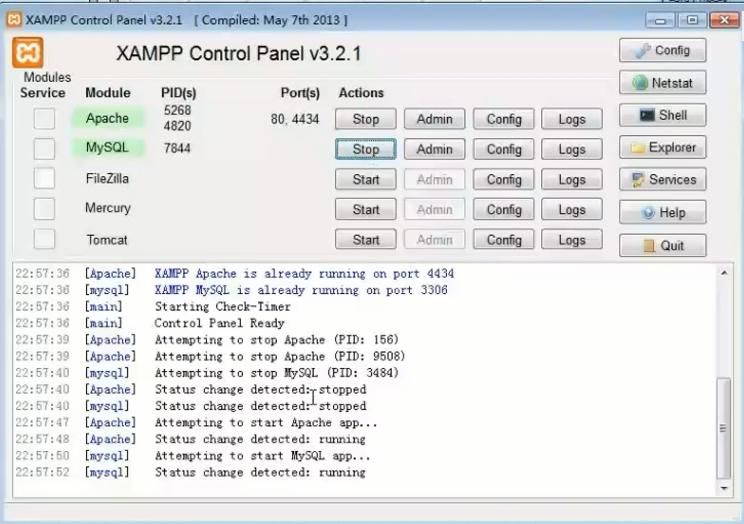 XAMPP Control Panel v3.2.1 [ Compiled: May 7th 2013 ]
XAMPP Control Panel v3.2.1
Config
Modules
Service Module PID(s) Port(s) Actions
Netstat
Apache 5268 4820 80, 4434 Stop Admin Config Logs
Shell
MySQL 7844 Stop Admin Config Logs
Explorer
FileZilla Start Admin Config Logs
Services
Mercury Start Admin Config Logs
Help
Tomcat Start Admin Config Logs
Quit
22:57:36 [Apache] XAMPP Apache is already running on port 4434
22:57:36 [mysql] XAMPP MySQL is already running on port 3306
22:57:36 [main] Starting Check-Timer
22:57:36 [main] Control Panel Ready
22:57:39 [Apache] Attempting to stop Apache (PID: 156)
22:57:39 [Apache] Attempting to stop Apache (PID: 9508)
22:57:40 [mysql] Attempting to stop MySQL (PID: 3484)
22:57:40 [Apache] Status change detected: stopped
22:57:40 [mysql] Status change detected: stopped
22:57:47 [Apache] Attempting to start Apache app...
22:57:48 [Apache] Status change detected: running
22:57:50 [mysql] Attempting to start MySQL app...
22:57:52 [mysql] Status change detected: running